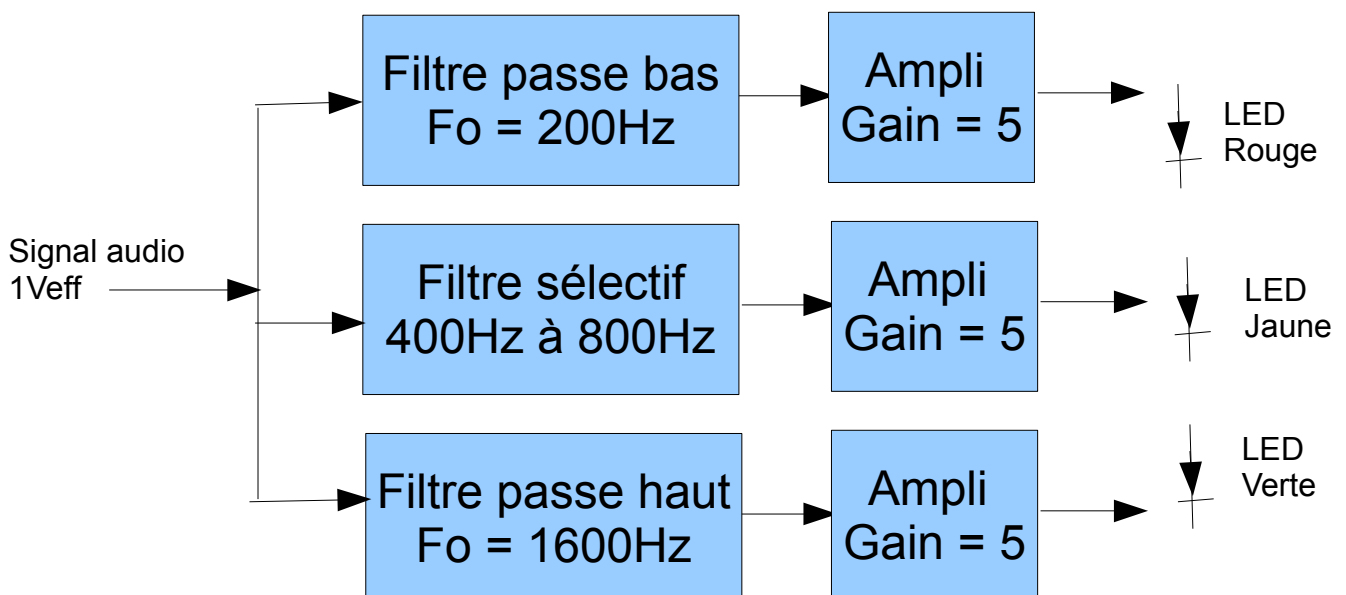 Filtre passe bas
Fo = 200Hz
Ampli
Gain = 5
LED
Rouge
Signal audio
1Veff
Filtre sélectif
400Hz à 800Hz
Ampli
Gain = 5
LED
Jaune
Filtre passe haut
Fo = 1600Hz
Ampli
Gain = 5
LED
Verte